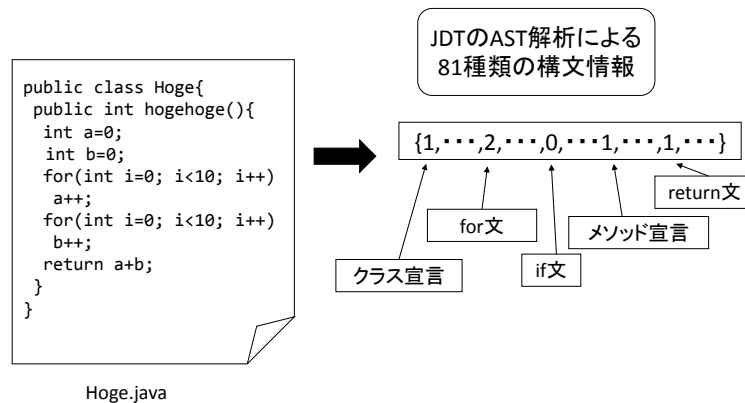 JDTのAST解析による
81種類の構文情報
public class Hoge{
public int hogehoge(){
int a=0;
int b=0;
for(int i=0; i<10; i++)
a++;
for(int i=0; i<10; i++)
b++;
return a+b;
}
}
{1,･･･,2,･･･,0,･･･1,･･･,1,･･･}
return文
for文
メソッド宣言
クラス宣言
if文
Hoge.java